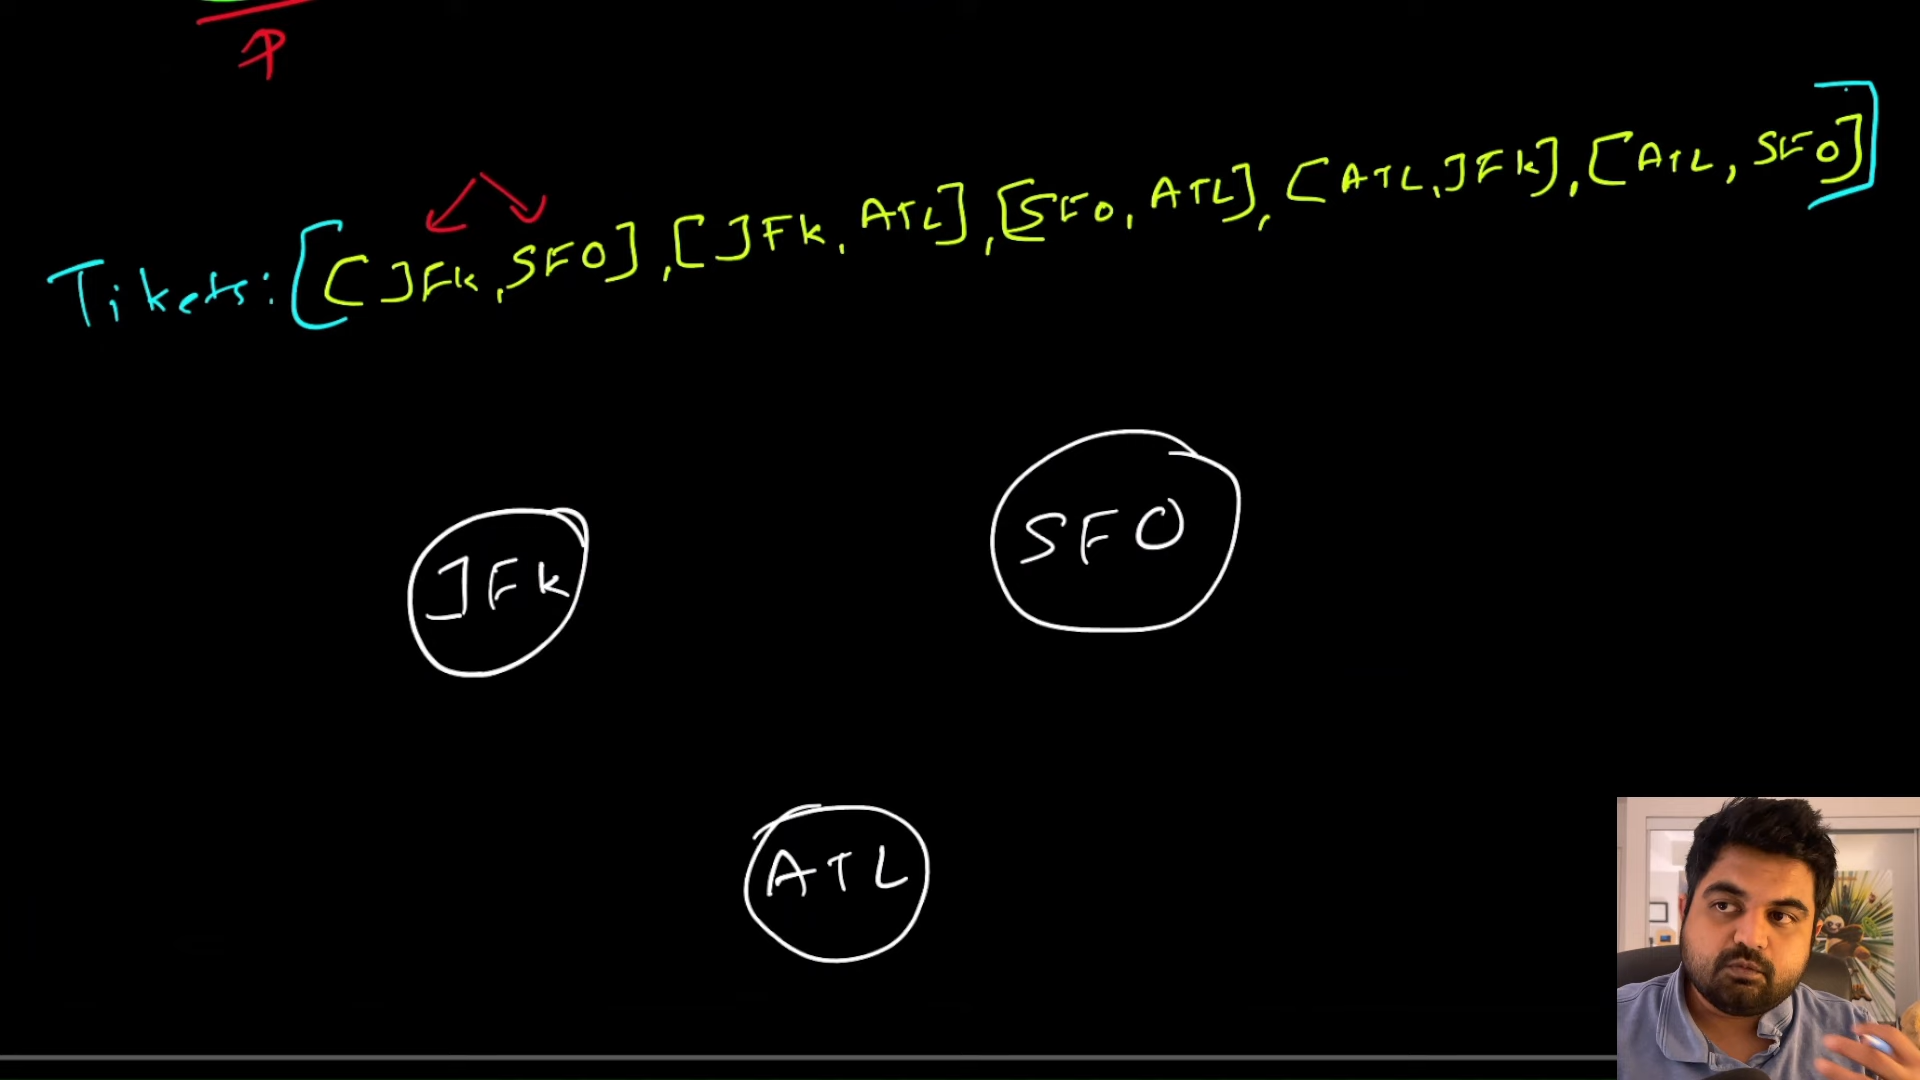 Tikets: [[JFK, SFO], [JFK, ATL], [SFO, ATL], [ATL, JFK], [ATL, SFO]]
JFK
SFO
ATL